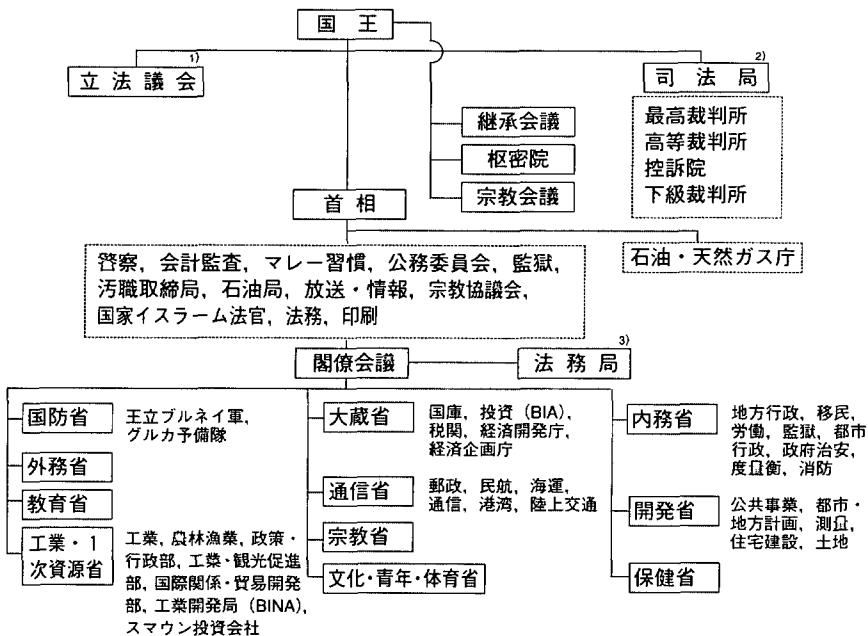 国王
立法議会 1)
司法局 2)
最高裁判所
高等裁判所
控訴院
下級裁判所
継承会議
枢密院
宗教会議
首相
石油・天然ガス庁
警察，会計監査，マレー習慣，公務委員会，監獄，
汚職取締局，石油局，放送・情報，宗教協議会，
国家イスラーム法官，法務，印刷
閣僚会議
法務局 3)
国防省
王立ブルネイ軍，
グルカ予備隊
外務省
教育省
工業・1
次資源省
工業，農林漁業，政策・
行政部，工業・観光促進
部，国際関係・貿易開発
部，工業開発局（BINA），
スマウン投資会社
大蔵省
国庫，投資（BIA），
税関，経済開発庁，
経済企画庁
通信省
郵政，民航，海運，
通信，港湾，陸上交通
宗教省
文化・青年・体育省
内務省
地方行政，移民，
労働，監獄，都市
行政，政府治安，
度量衡，消防
開発省
公共事業，都市・
地方計画，測量，
住宅建設，土地
保健省